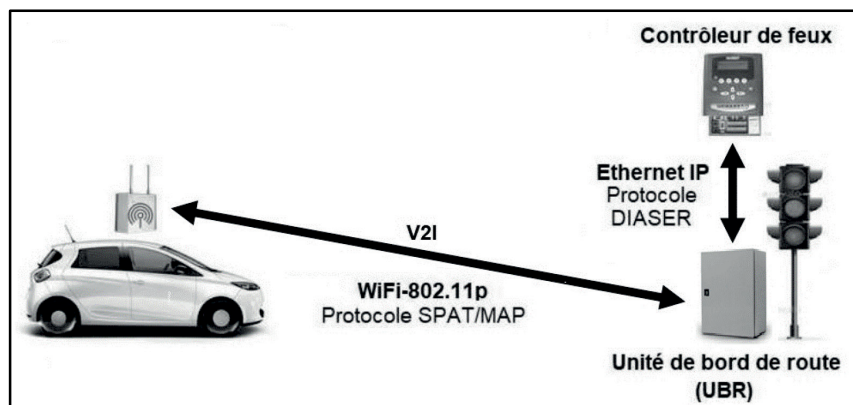 Contrôleur de feux
Ethernet IP
Protocole
DIASER
V2I
WiFi-802.11p
Protocole SPAT/MAP
Unité de bord de route
(UBR)